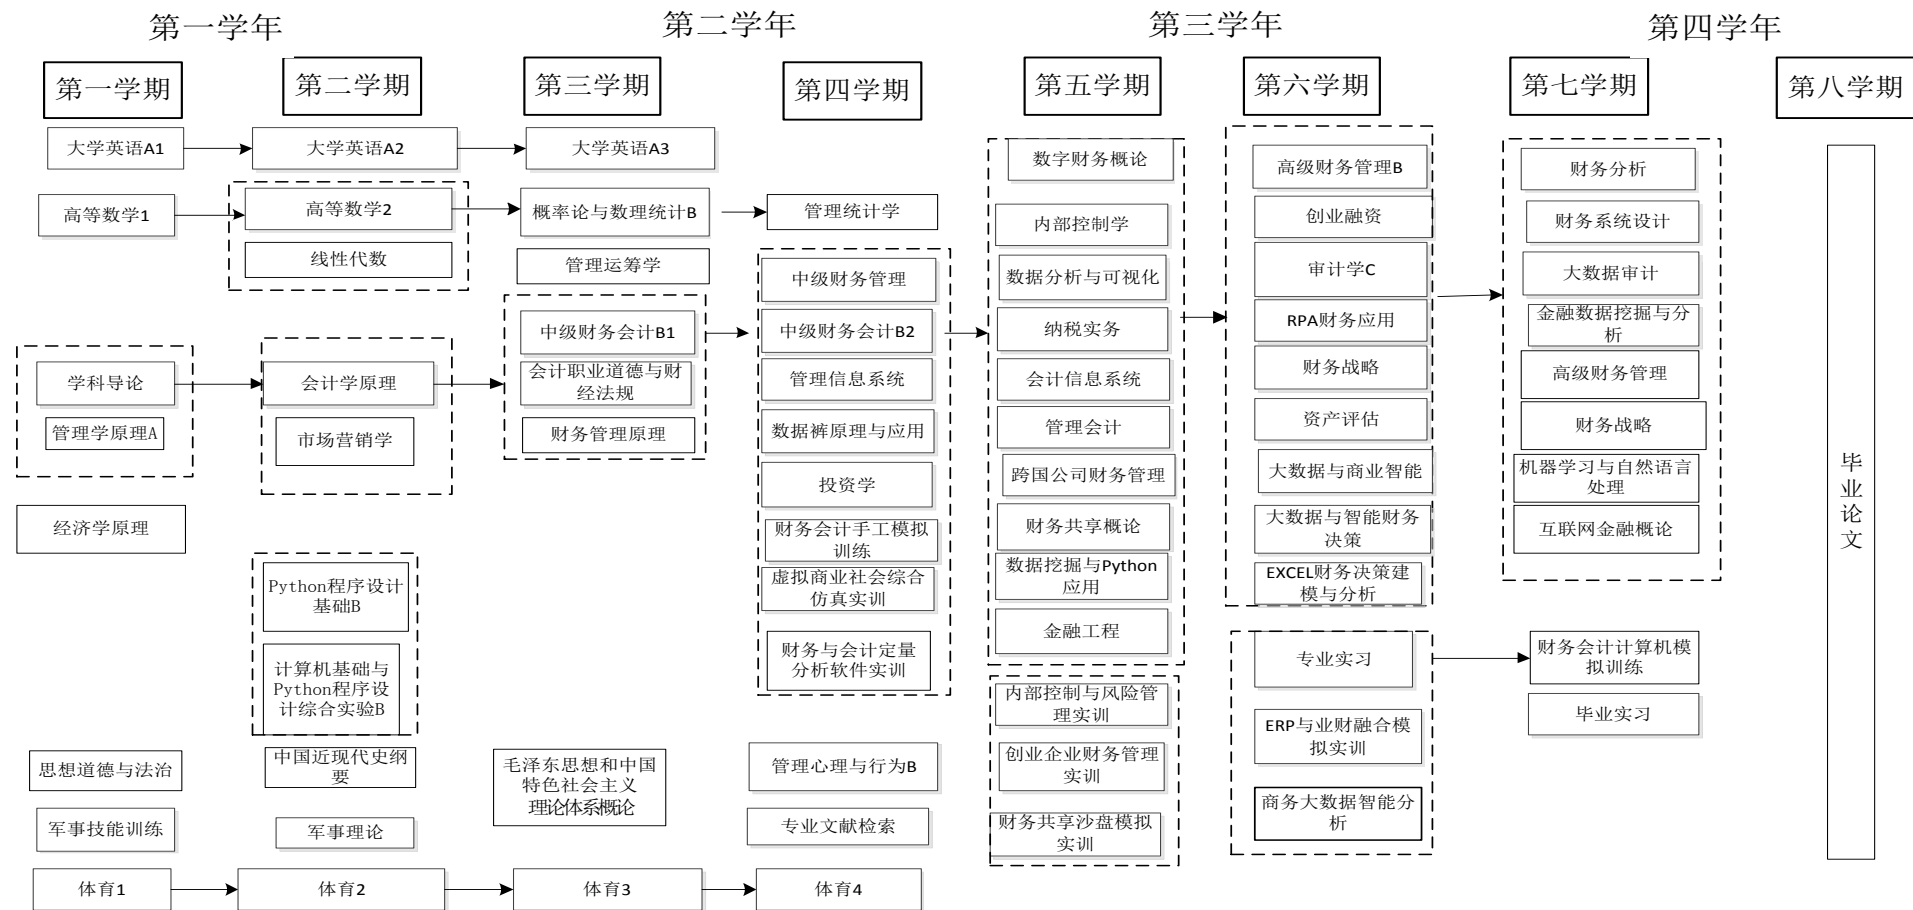 第一学年
第二学年
第三学年
第四学年
第一学期
第二学期
第三学期
第四学期
第五学期
第六学期
第七学期
第八学期
大学英语A1
大学英语A2
大学英语A3
高等数学1
高等数学2
线性代数
概率论与数理统计B
管理运筹学
管理统计学
学科导论
管理学原理A
经济学原理
会计学原理
市场营销学
中级财务会计B1
会计职业道德与财
经法规
财务管理原理
中级财务管理
中级财务会计B2
管理信息系统
数据裤原理与应用
投资学
财务会计手工模拟
训练
虚拟商业社会综合
仿真实训
财务与会计定量
分析软件实训
数字财务概论
内部控制学
数据分析与可视化
纳税实务
会计信息系统
管理会计
跨国公司财务管理
财务共享概论
数据挖掘与Python
应用
金融工程
内部控制与风险管
理实训
创业企业财务管理
实训
财务共享沙盘模拟
实训
高级财务管理B
创业融资
审计学C
RPA财务应用
财务战略
资产评估
大数据与商业智能
大数据与智能财务
决策
EXCEL财务决策建
模与分析
专业实习
ERP与业财融合模
拟实训
商务大数据智能分
析
财务分析
财务系统设计
大数据审计
金融数据挖掘与分
析
高级财务管理
财务战略
机器学习与自然语言
处理
互联网金融概论
财务会计计算机模
拟训练
毕业实习
毕业论文
Python程序设计
基础B
计算机基础与
Python程序设
计综合实验B
思想道德与法治
中国近现代史纲
要
毛泽东思想和中国
特色社会主义
理论体系概论
管理心理与行为B
军事技能训练
军事理论
专业文献检索
体育1
体育2
体育3
体育4